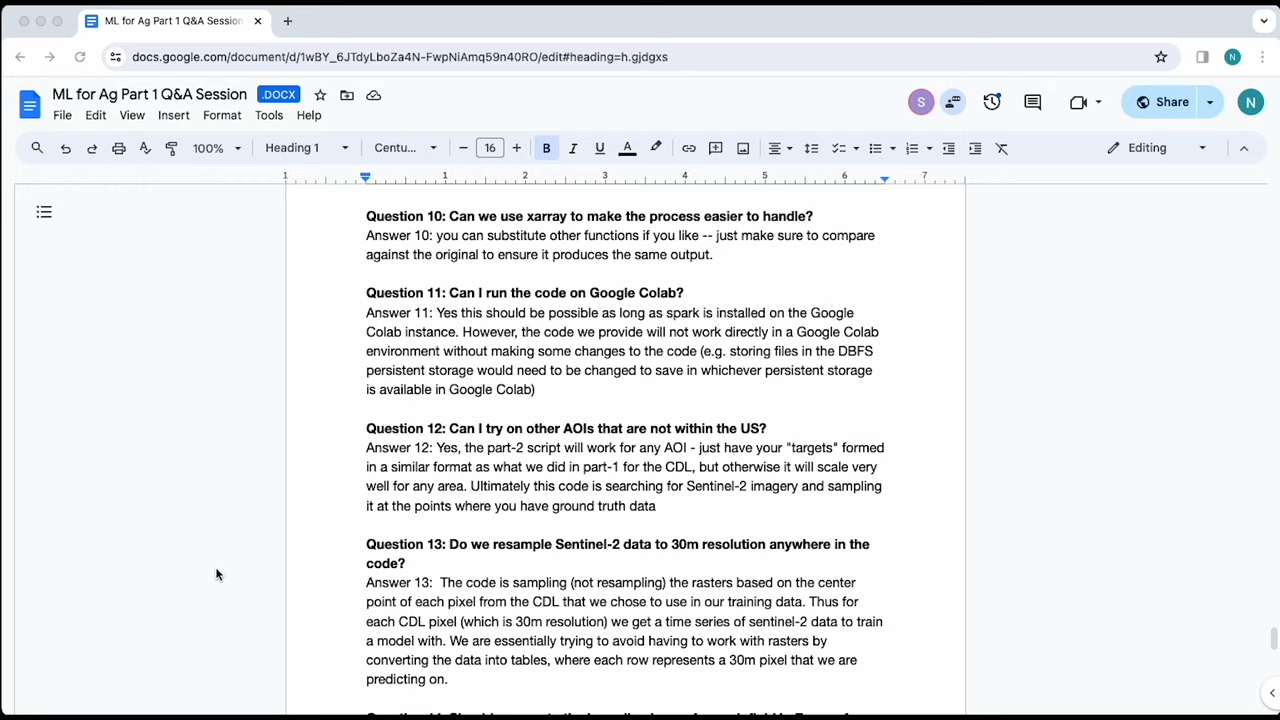 ML for Ag Part 1 Q&A Session
docs.google.com/document/d/1wBY_6JTdyLboZa4N-FwpNiAmq59n40RO/edit#heading=h.gjdgxs
N
ML for Ag Part 1 Q&A Session
.DOCX
File Edit View Insert Format Tools Help
S
Share
N
100%
Heading 1
Centu...
16
B I U A
Editing
1 1 2 3 4 5 6 7
Question 10: Can we use xarray to make the process easier to handle?
Answer 10: you can substitute other functions if you like -- just make sure to compare
against the original to ensure it produces the same output.
Question 11: Can I run the code on Google Colab?
Answer 11: Yes this should be possible as long as spark is installed on the Google
Colab instance. However, the code we provide will not work directly in a Google Colab
environment without making some changes to the code (e.g. storing files in the DBFS
persistent storage would need to be changed to save in whichever persistent storage
is available in Google Colab)
Question 12: Can I try on other AOIs that are not within the US?
Answer 12: Yes, the part-2 script will work for any AOI - just have your "targets" formed
in a similar format as what we did in part-1 for the CDL, but otherwise it will scale very
well for any area. Ultimately this code is searching for Sentinel-2 imagery and sampling
it at the points where you have ground truth data
Question 13: Do we resample Sentinel-2 data to 30m resolution anywhere in the
code?
Answer 13:  The code is sampling (not resampling) the rasters based on the center
point of each pixel from the CDL that we chose to use in our training data. Thus for
each CDL pixel (which is 30m resolution) we get a time series of sentinel-2 data to train
a model with. We are essentially trying to avoid having to work with rasters by
converting the data into tables, where each row represents a 30m pixel that we are
predicting on.